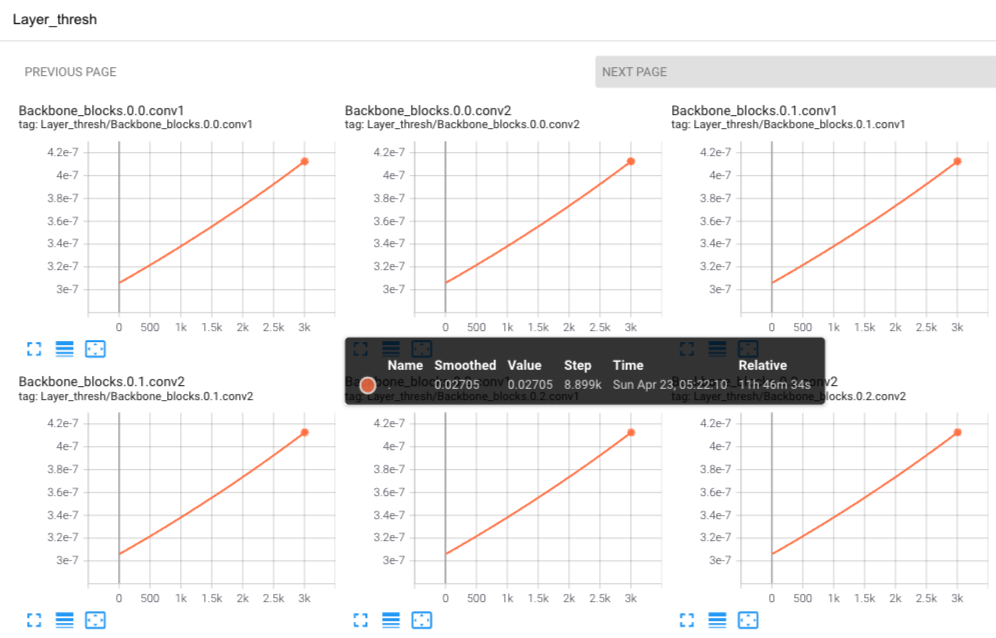 Layer_thresh
PREVIOUS PAGE NEXT PAGE
Backbone_blocks.0.0.conv1
tag: Layer_thresh/Backbone_blocks.0.0.conv1
4.2e-7
4e-7
3.8e-7
3.6e-7
3.4e-7
3.2e-7
3e-7
0 500 1k 1.5k 2k 2.5k 3k
Backbone_blocks.0.0.conv2
tag: Layer_thresh/Backbone_blocks.0.0.conv2
4.2e-7
4e-7
3.8e-7
3.6e-7
3.4e-7
3.2e-7
3e-7
0 500 1k 1.5k 2k 2.5k 3k
Backbone_blocks.0.1.conv1
tag: Layer_thresh/Backbone_blocks.0.1.conv1
4.2e-7
4e-7
3.8e-7
3.6e-7
3.4e-7
3.2e-7
3e-7
0 500 1k 1.5k 2k 2.5k 3k
Name Smoothed Value Step Time Relative
0.02705 0.02705 8.899k Sun Apr 23, 05:22:10 11h 46m 34s
Backbone_blocks.0.1.conv2
tag: Layer_thresh/Backbone_blocks.0.1.conv2
4.2e-7
4e-7
3.8e-7
3.6e-7
3.4e-7
3.2e-7
3e-7
0 500 1k 1.5k 2k 2.5k 3k
tag: Layer_thresh/Backbone_blocks.0.2.conv1
4.2e-7
4e-7
3.8e-7
3.6e-7
3.4e-7
3.2e-7
3e-7
0 500 1k 1.5k 2k 2.5k 3k
tag: Layer_thresh/Backbone_blocks.0.2.conv2
4.2e-7
4e-7
3.8e-7
3.6e-7
3.4e-7
3.2e-7
3e-7
0 500 1k 1.5k 2k 2.5k 3k